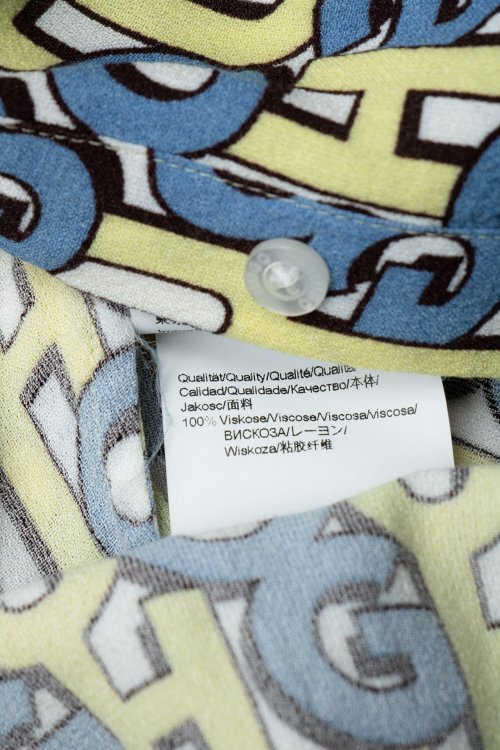 Qualität/Quality/Qualité/Qualità/
Calidad/Qualidade/Качество/本体/
Jakosc/面料
100% Viskose/Viscose/Viscosa/viscosa/
ВИСКОЗА/レーヨン/
Wiskoza/粘胶纤维